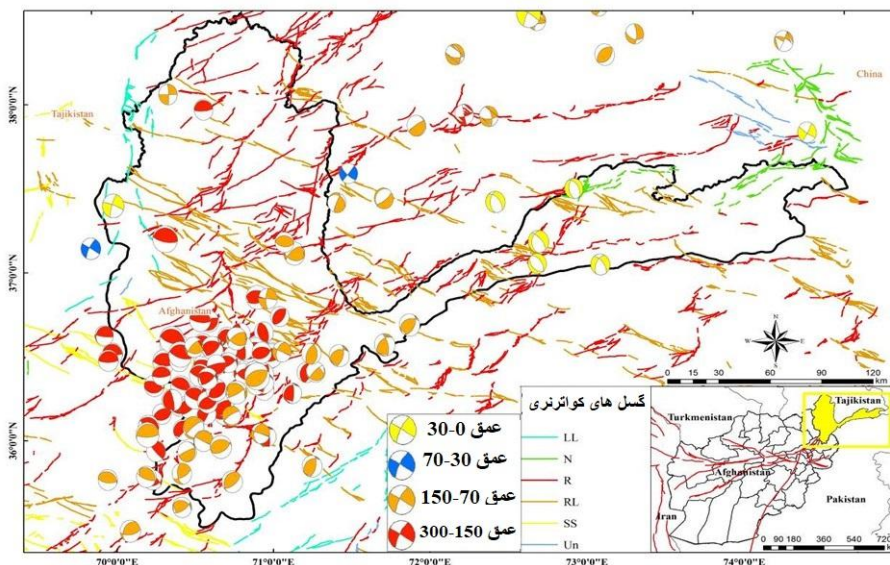 Tajikistan
China
Afghanistan
38°0'0"N
37°0'0"N
36°0'0"N
70°0'0"E
71°0'0"E
72°0'0"E
73°0'0"E
74°0'0"E
N
W E
S
0 15 30 60 90 120
km
عمق 0-30
عمق 30-70
عمق 70-150
عمق 150-300
گسل های کواترنری
LL
N
R
RL
SS
Un
Turkmenistan
Tajikistan
Afghanistan
Iran
Pakistan
0 90 180 360 540 720
km